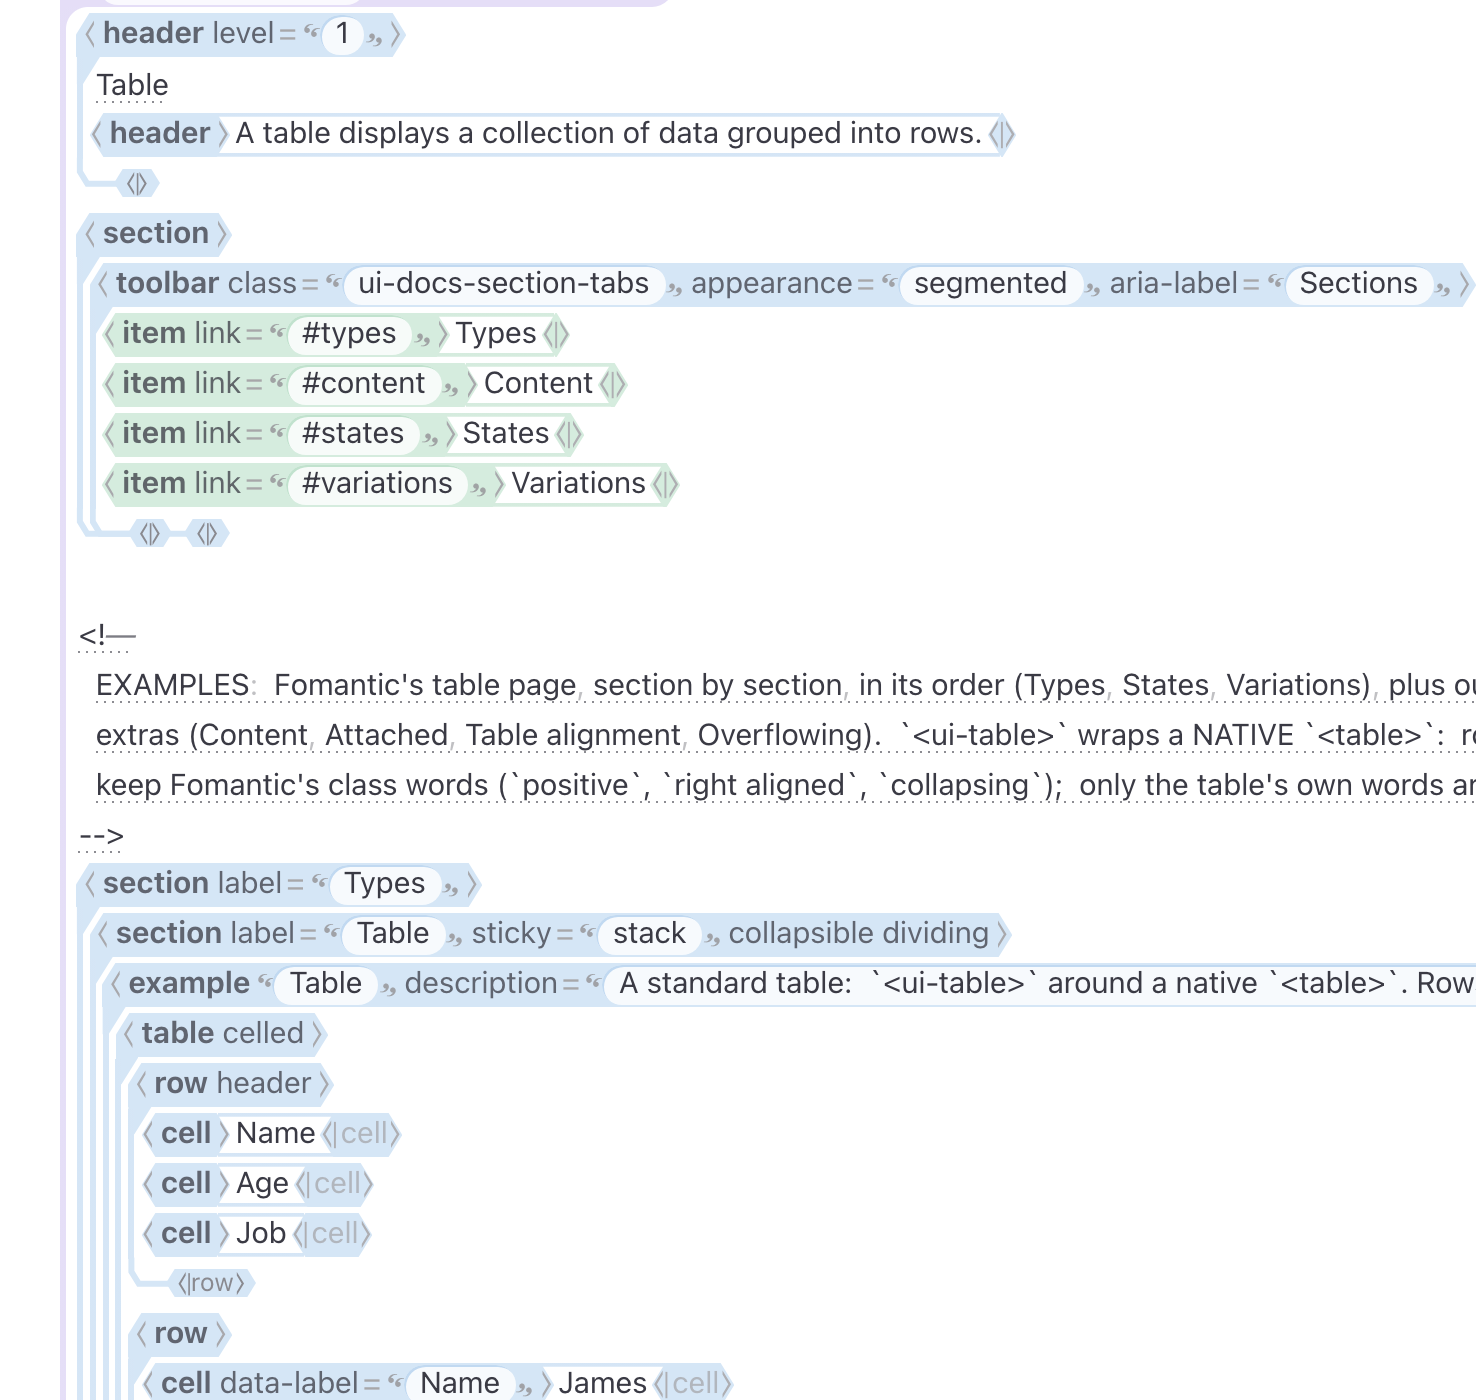 〈 header level=“ 1 „ 〉
Table
〈 header 〉 A table displays a collection of data grouped into rows. 〈|〉
〈|〉
〈 section 〉
〈 toolbar class=“ ui-docs-section-tabs „ appearance=“ segmented „ aria-label=“ Sections „ 〉
〈 item link=“ #types „ 〉 Types 〈|〉
〈 item link=“ #content „ 〉 Content 〈|〉
〈 item link=“ #states „ 〉 States 〈|〉
〈 item link=“ #variations „ 〉 Variations 〈|〉
〈|〉 〈|〉
<!—
EXAMPLES: Fomantic's table page, section by section, in its order (Types, States, Variations), plus
extras (Content, Attached, Table alignment, Overflowing). `<ui-table>` wraps a NATIVE `<table>`:
keep Fomantic's class words (`positive`, `right aligned`, `collapsing`); only the table's own words
-->
〈 section label=“ Types „ 〉
〈 section label=“ Table „ sticky=“ stack „ collapsible dividing 〉
〈 example “ Table „ description=“ A standard table: `<ui-table>` around a native `<table>`. Row
〈 table celled 〉
〈 row header 〉
〈 cell 〉 Name 〈|cell〉
〈 cell 〉 Age 〈|cell〉
〈 cell 〉 Job 〈|cell〉
〈|row〉
〈 row 〉
〈 cell data-label=“ Name „ 〉 James 〈|cell〉